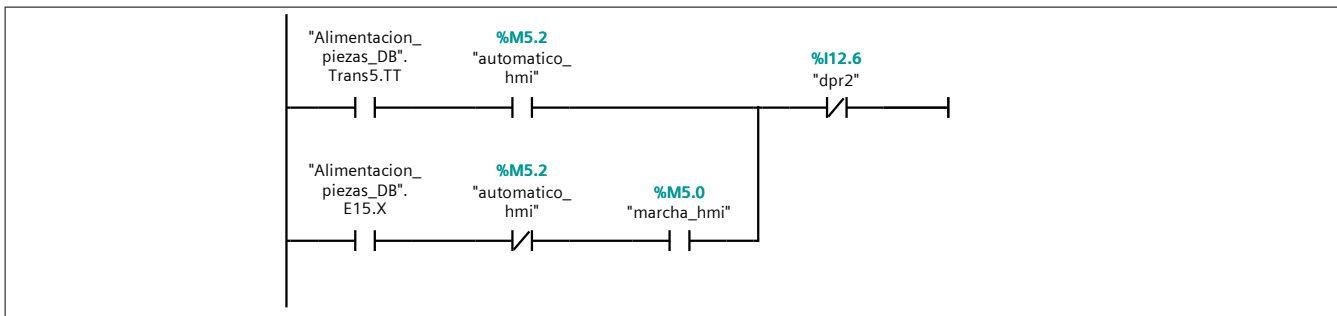 "Alimentacion_
piezas_DB".
Trans5.TT
%M5.2
"automatico_
hmi"
%I12.6
"dpr2"
"Alimentacion_
piezas_DB".
E15.X
%M5.2
"automatico_
hmi"
%M5.0
"marcha_hmi"